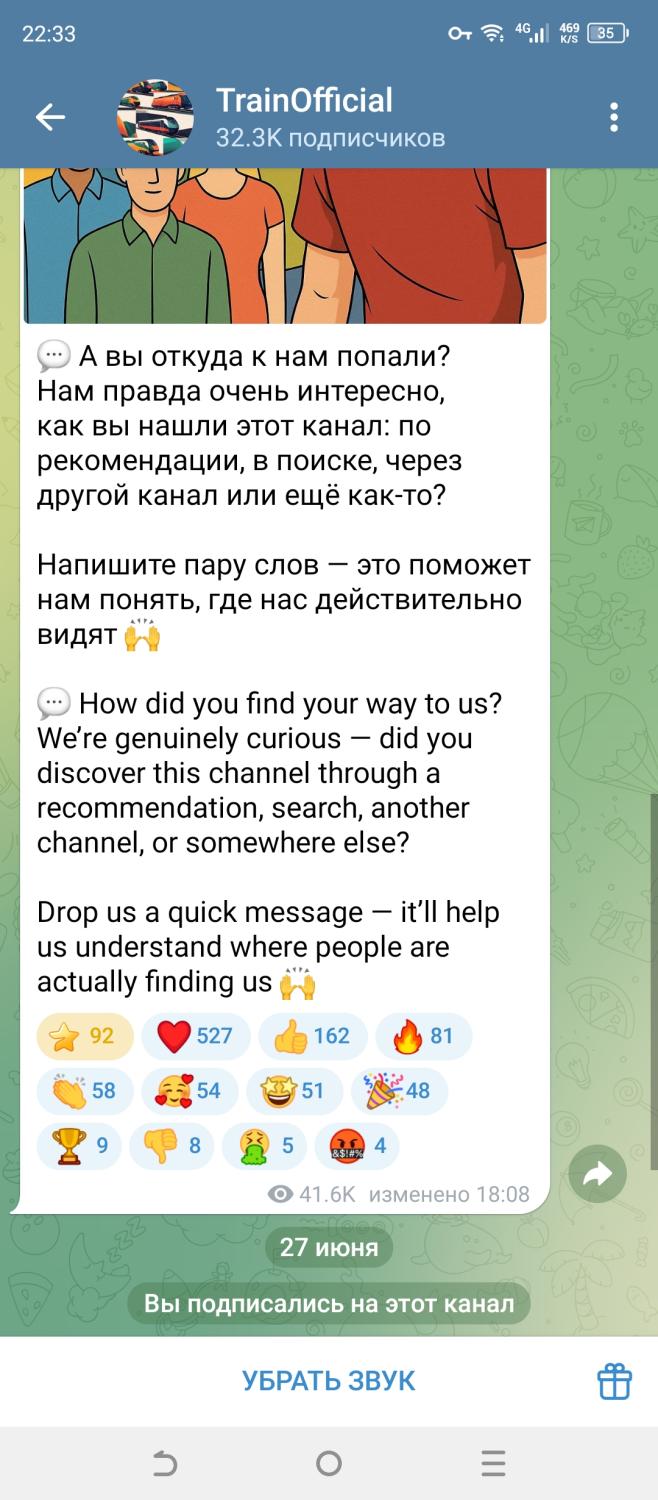 22:33 4G 469 K/S 35
TrainOfficial
32.3K подписчиков
💬 А вы откуда к нам попали?
Нам правда очень интересно,
как вы нашли этот канал: по
рекомендации, в поиске, через
другой канал или ещё как-то?
Напишите пару слов — это поможет
нам понять, где нас действительно
видят 🙌
💬 How did you find your way to us?
We’re genuinely curious — did you
discover this channel through a
recommendation, search, another
channel, or somewhere else?
Drop us a quick message — it’ll help
us understand where people are
actually finding us 🙌
⭐ 92 ❤️ 527 👍 162 🔥 81
👏 58 🥰 54 🤩 51 🎉 48
🏆 9 👎 8 🤮 5 🤬 4
41.6K изменено 18:08
27 июня
Вы подписались на этот канал
УБРАТЬ ЗВУК